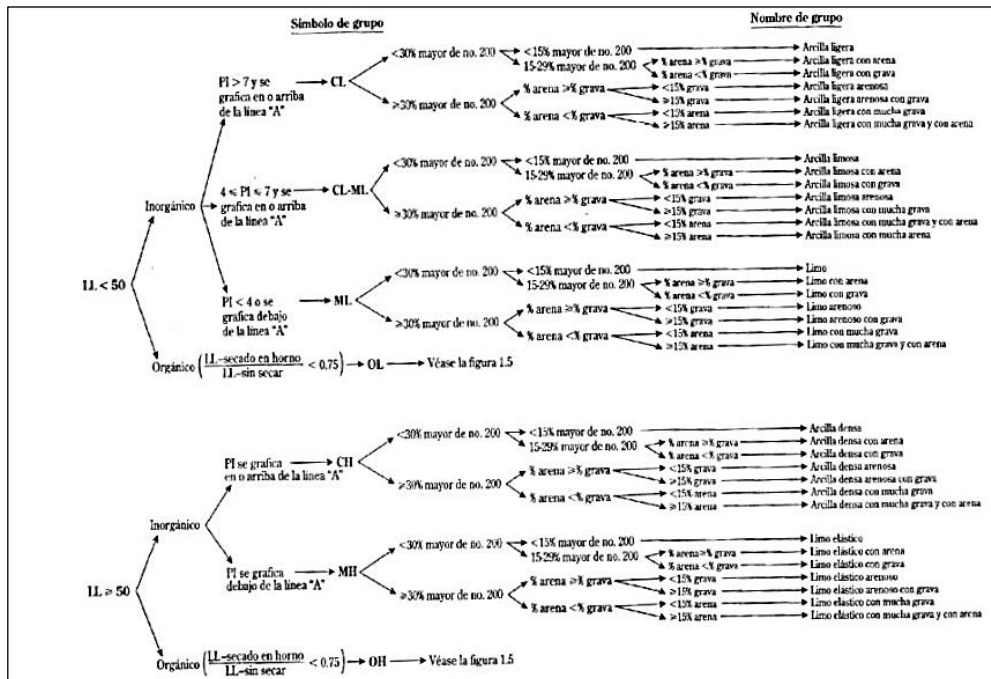 Símbolo de grupo
Nombre de grupo
LL < 50
Inorgánico
PI > 7 y se
grafica en o arriba
de la línea "A"
CL
<30% mayor de no. 200
<15% mayor de no. 200
Arcilla ligera
15-29% mayor de no. 200
% arena ≥% grava
Arcilla ligera con arena
% arena <% grava
Arcilla ligera con grava
≥30% mayor de no. 200
% arena ≥% grava
<15% grava
Arcilla ligera arenosa
≥15% grava
Arcilla ligera arenosa con grava
% arena <% grava
<15% arena
Arcilla ligera con mucha grava
≥15% arena
Arcilla ligera con mucha grava y con arena
4 ≤ PI ≤ 7 y se
grafica en o arriba
de la línea "A"
CL-ML
<30% mayor de no. 200
<15% mayor de no. 200
Arcilla limosa
15-29% mayor de no. 200
% arena ≥% grava
Arcilla limosa con arena
% arena <% grava
Arcilla limosa con grava
≥30% mayor de no. 200
% arena ≥% grava
<15% grava
Arcilla limosa arenosa
≥15% grava
Arcilla limosa con mucha grava
% arena <% grava
<15% arena
Arcilla limosa con mucha grava y con arena
≥15% arena
Arcilla limosa con mucha arena
PI < 4 o se
grafica debajo
de la línea "A"
ML
<30% mayor de no. 200
<15% mayor de no. 200
Limo
15-29% mayor de no. 200
% arena ≥% grava
Limo con arena
% arena <% grava
Limo con grava
≥30% mayor de no. 200
% arena ≥% grava
<15% grava
Limo arenoso
≥15% grava
Limo arenoso con grava
% arena <% grava
<15% arena
Limo con mucha grava
≥15% arena
Limo con mucha grava y con arena
Orgánico (LL-secado en horno / LL-sin secar < 0.75)
OL
Véase la figura 1.5
LL ≥ 50
Inorgánico
PI se grafica
en o arriba de la línea "A"
CH
<30% mayor de no. 200
<15% mayor de no. 200
Arcilla densa
15-29% mayor de no. 200
% arena ≥% grava
Arcilla densa con arena
% arena <% grava
Arcilla densa con grava
≥30% mayor de no. 200
% arena ≥% grava
<15% grava
Arcilla densa arenosa
≥15% grava
Arcilla densa arenosa con grava
% arena <% grava
<15% arena
Arcilla densa con mucha grava
≥15% arena
Arcilla densa con mucha grava y con arena
PI se grafica
debajo de la línea "A"
MH
<30% mayor de no. 200
<15% mayor de no. 200
Limo elástico
15-29% mayor de no. 200
% arena ≥% grava
Limo elástico con arena
% arena <% grava
Limo elástico con grava
≥30% mayor de no. 200
% arena ≥% grava
<15% grava
Limo elástico arenoso
≥15% grava
Limo elástico arenoso con grava
% arena <% grava
<15% arena
Limo elástico con mucha grava
≥15% arena
Limo elástico con mucha grava y con arena
Orgánico (LL-secado en horno / LL-sin secar < 0.75)
OH
Véase la figura 1.5